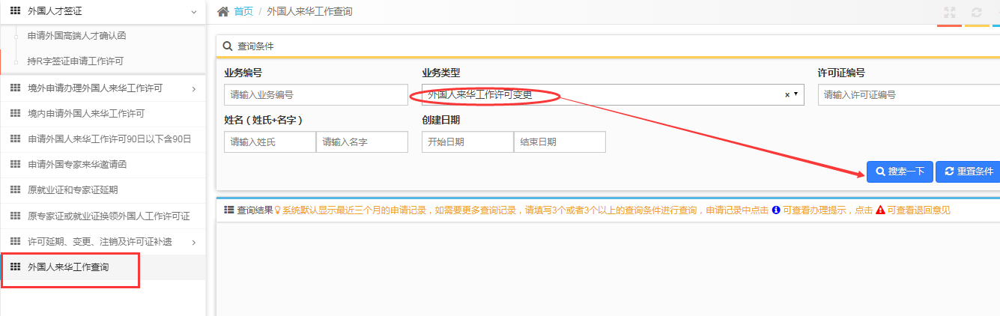 外国人才签证
申请外国高端人才确认函
持R字签证申请工作许可
境外申请办理外国人来华工作许可
境内申请外国人来华工作许可
申请外国人来华工作许可90日以下含90日
申请外国专家来华邀请函
原就业证和专家证延期
原专家证或就业证换领外国人工作许可证
许可延期、变更、注销及许可证补遗
外国人来华工作查询
首页 / 外国人来华工作查询
查询条件
业务编号 业务类型 许可证编号
请输入业务编号 外国人来华工作许可变更 × 请输入许可证编号
姓名（姓氏+名字） 创建日期
请输入姓氏 请输入名字 开始日期 结束日期
搜索一下 重置条件
查询结果 系统默认显示最近三个月的申请记录，如需要更多查询记录，请填写3个或者3个以上的查询条件进行查询，申请记录中点击 可查看办理提示，点击 可查看退回意见